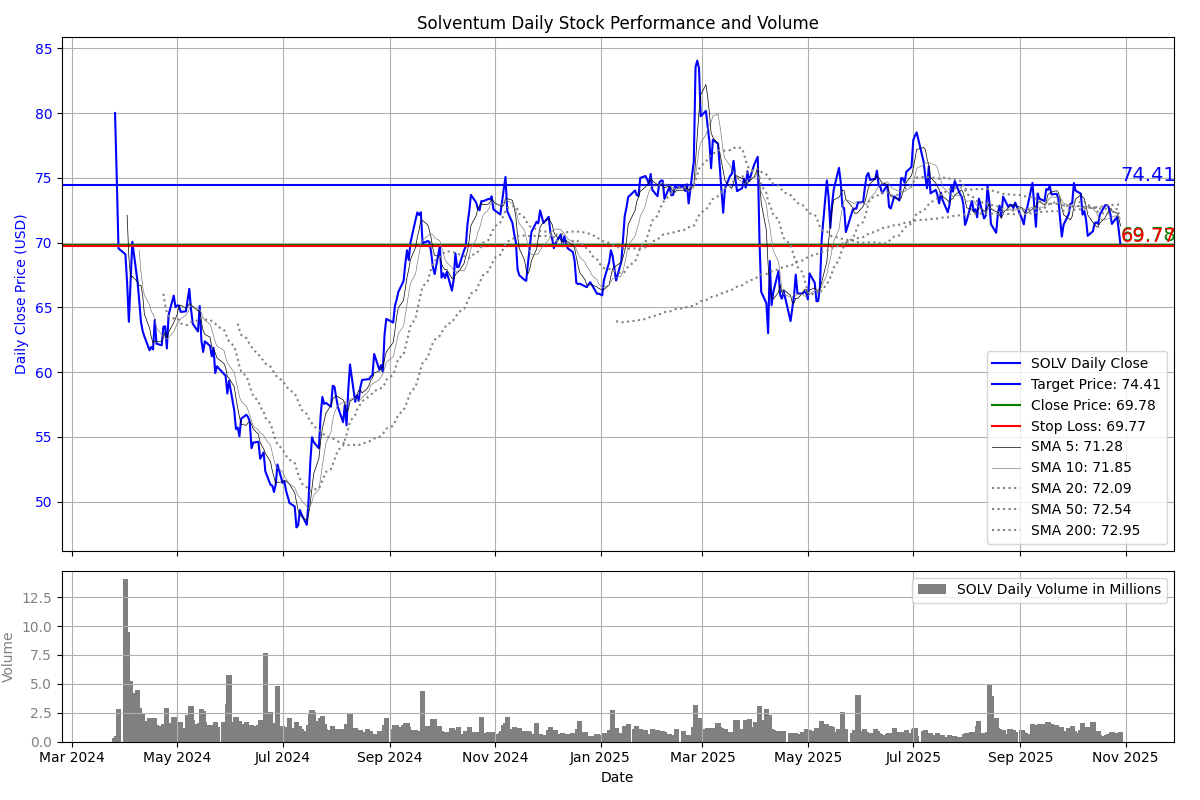 Solventum Daily Stock Performance and Volume
Daily Close Price (USD)
85
80
75
70
65
60
55
50
74.41
69.78
SOLV Daily Close
Target Price: 74.41
Close Price: 69.78
Stop Loss: 69.77
SMA 5: 71.28
SMA 10: 71.85
SMA 20: 72.09
SMA 50: 72.54
SMA 200: 72.95
Volume
12.5
10.0
7.5
5.0
2.5
0.0
SOLV Daily Volume in Millions
Mar 2024
May 2024
Jul 2024
Sep 2024
Nov 2024
Jan 2025
Mar 2025
May 2025
Jul 2025
Sep 2025
Nov 2025
Date